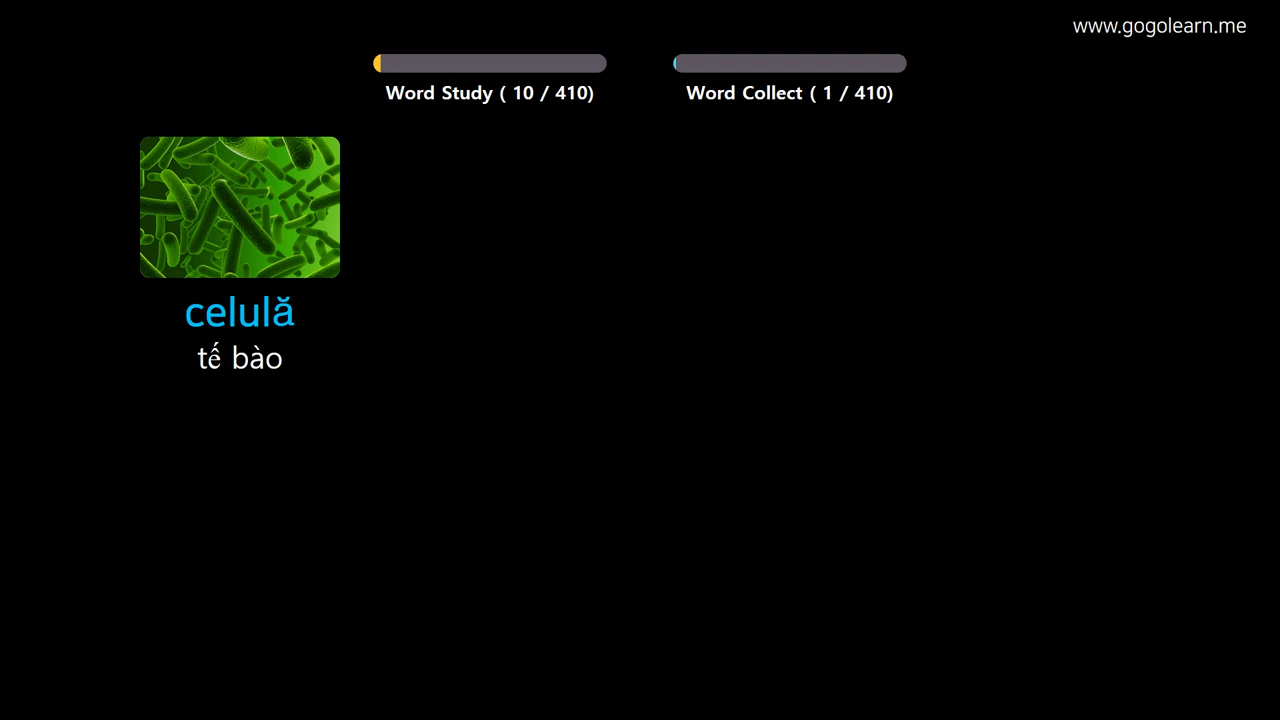 www.gogolearn.me
Word Study ( 10 / 410)
Word Collect ( 1 / 410)
celulă
tế bào